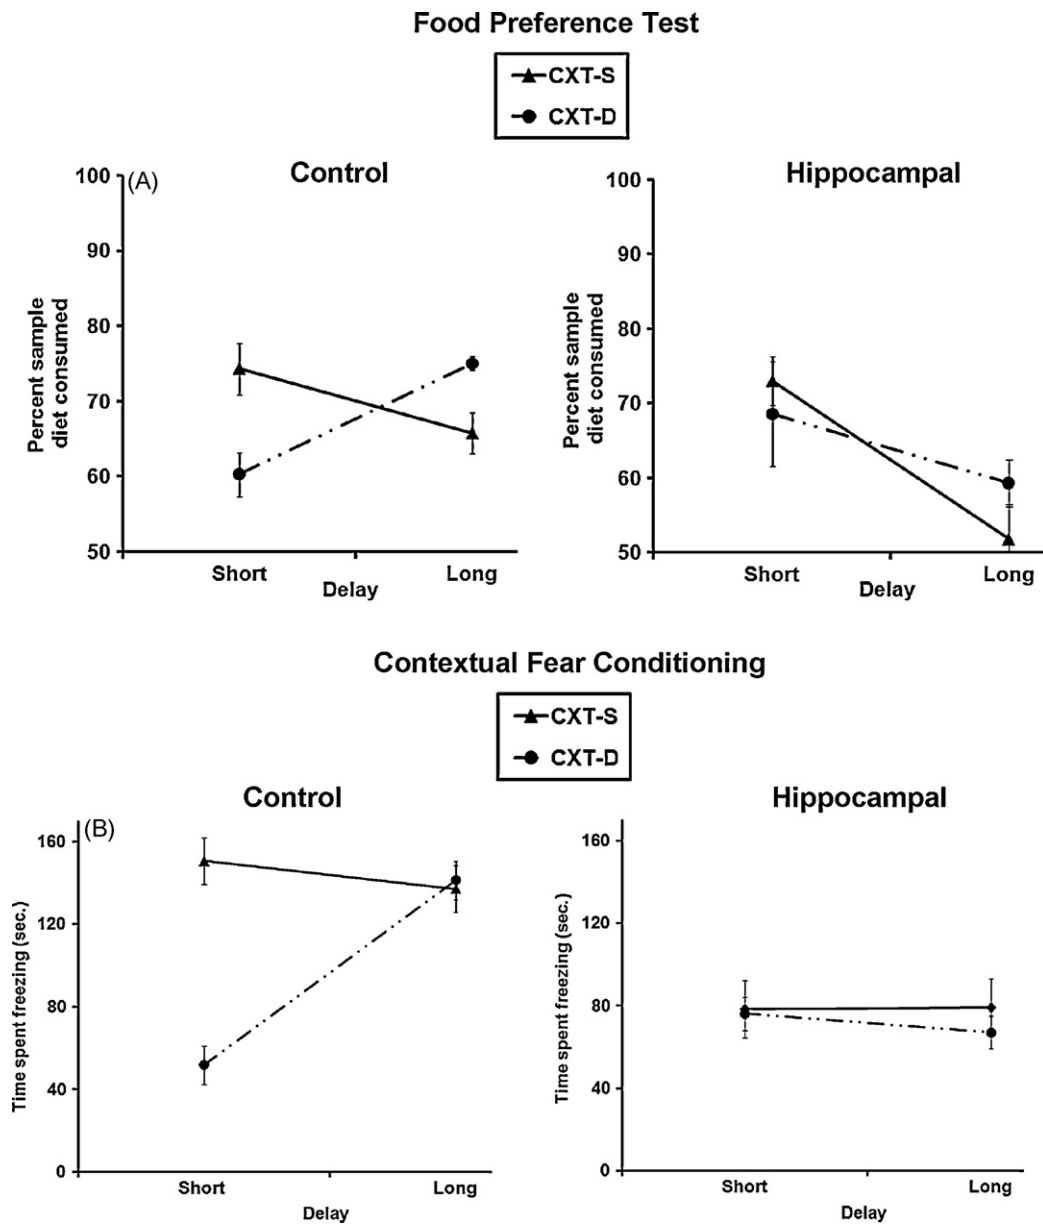 Food Preference Test
CXT-S
CXT-D
(A)
Control
Hippocampal
Percent sample
diet consumed
100
90
80
70
60
50
Short
Long
Delay
Percent sample
diet consumed
100
90
80
70
60
50
Short
Long
Delay
Contextual Fear Conditioning
CXT-S
CXT-D
(B)
Control
Hippocampal
Time spent freezing (sec.)
160
120
80
40
0
Short
Long
Delay
Time spent freezing (sec.)
160
120
80
40
0
Short
Long
Delay